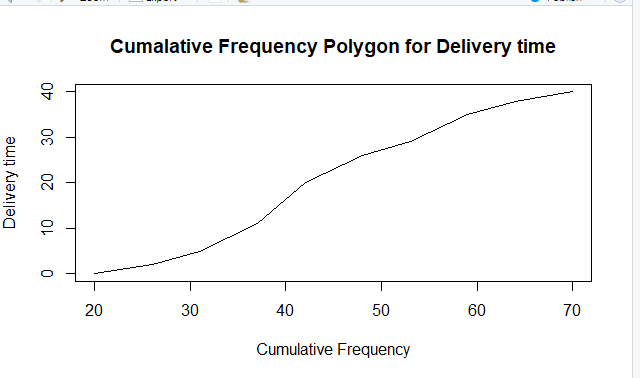 Cumalative Frequency Polygon for Delivery time
Delivery time
40
30
20
10
0
20 30 40 50 60 70
Cumulative Frequency